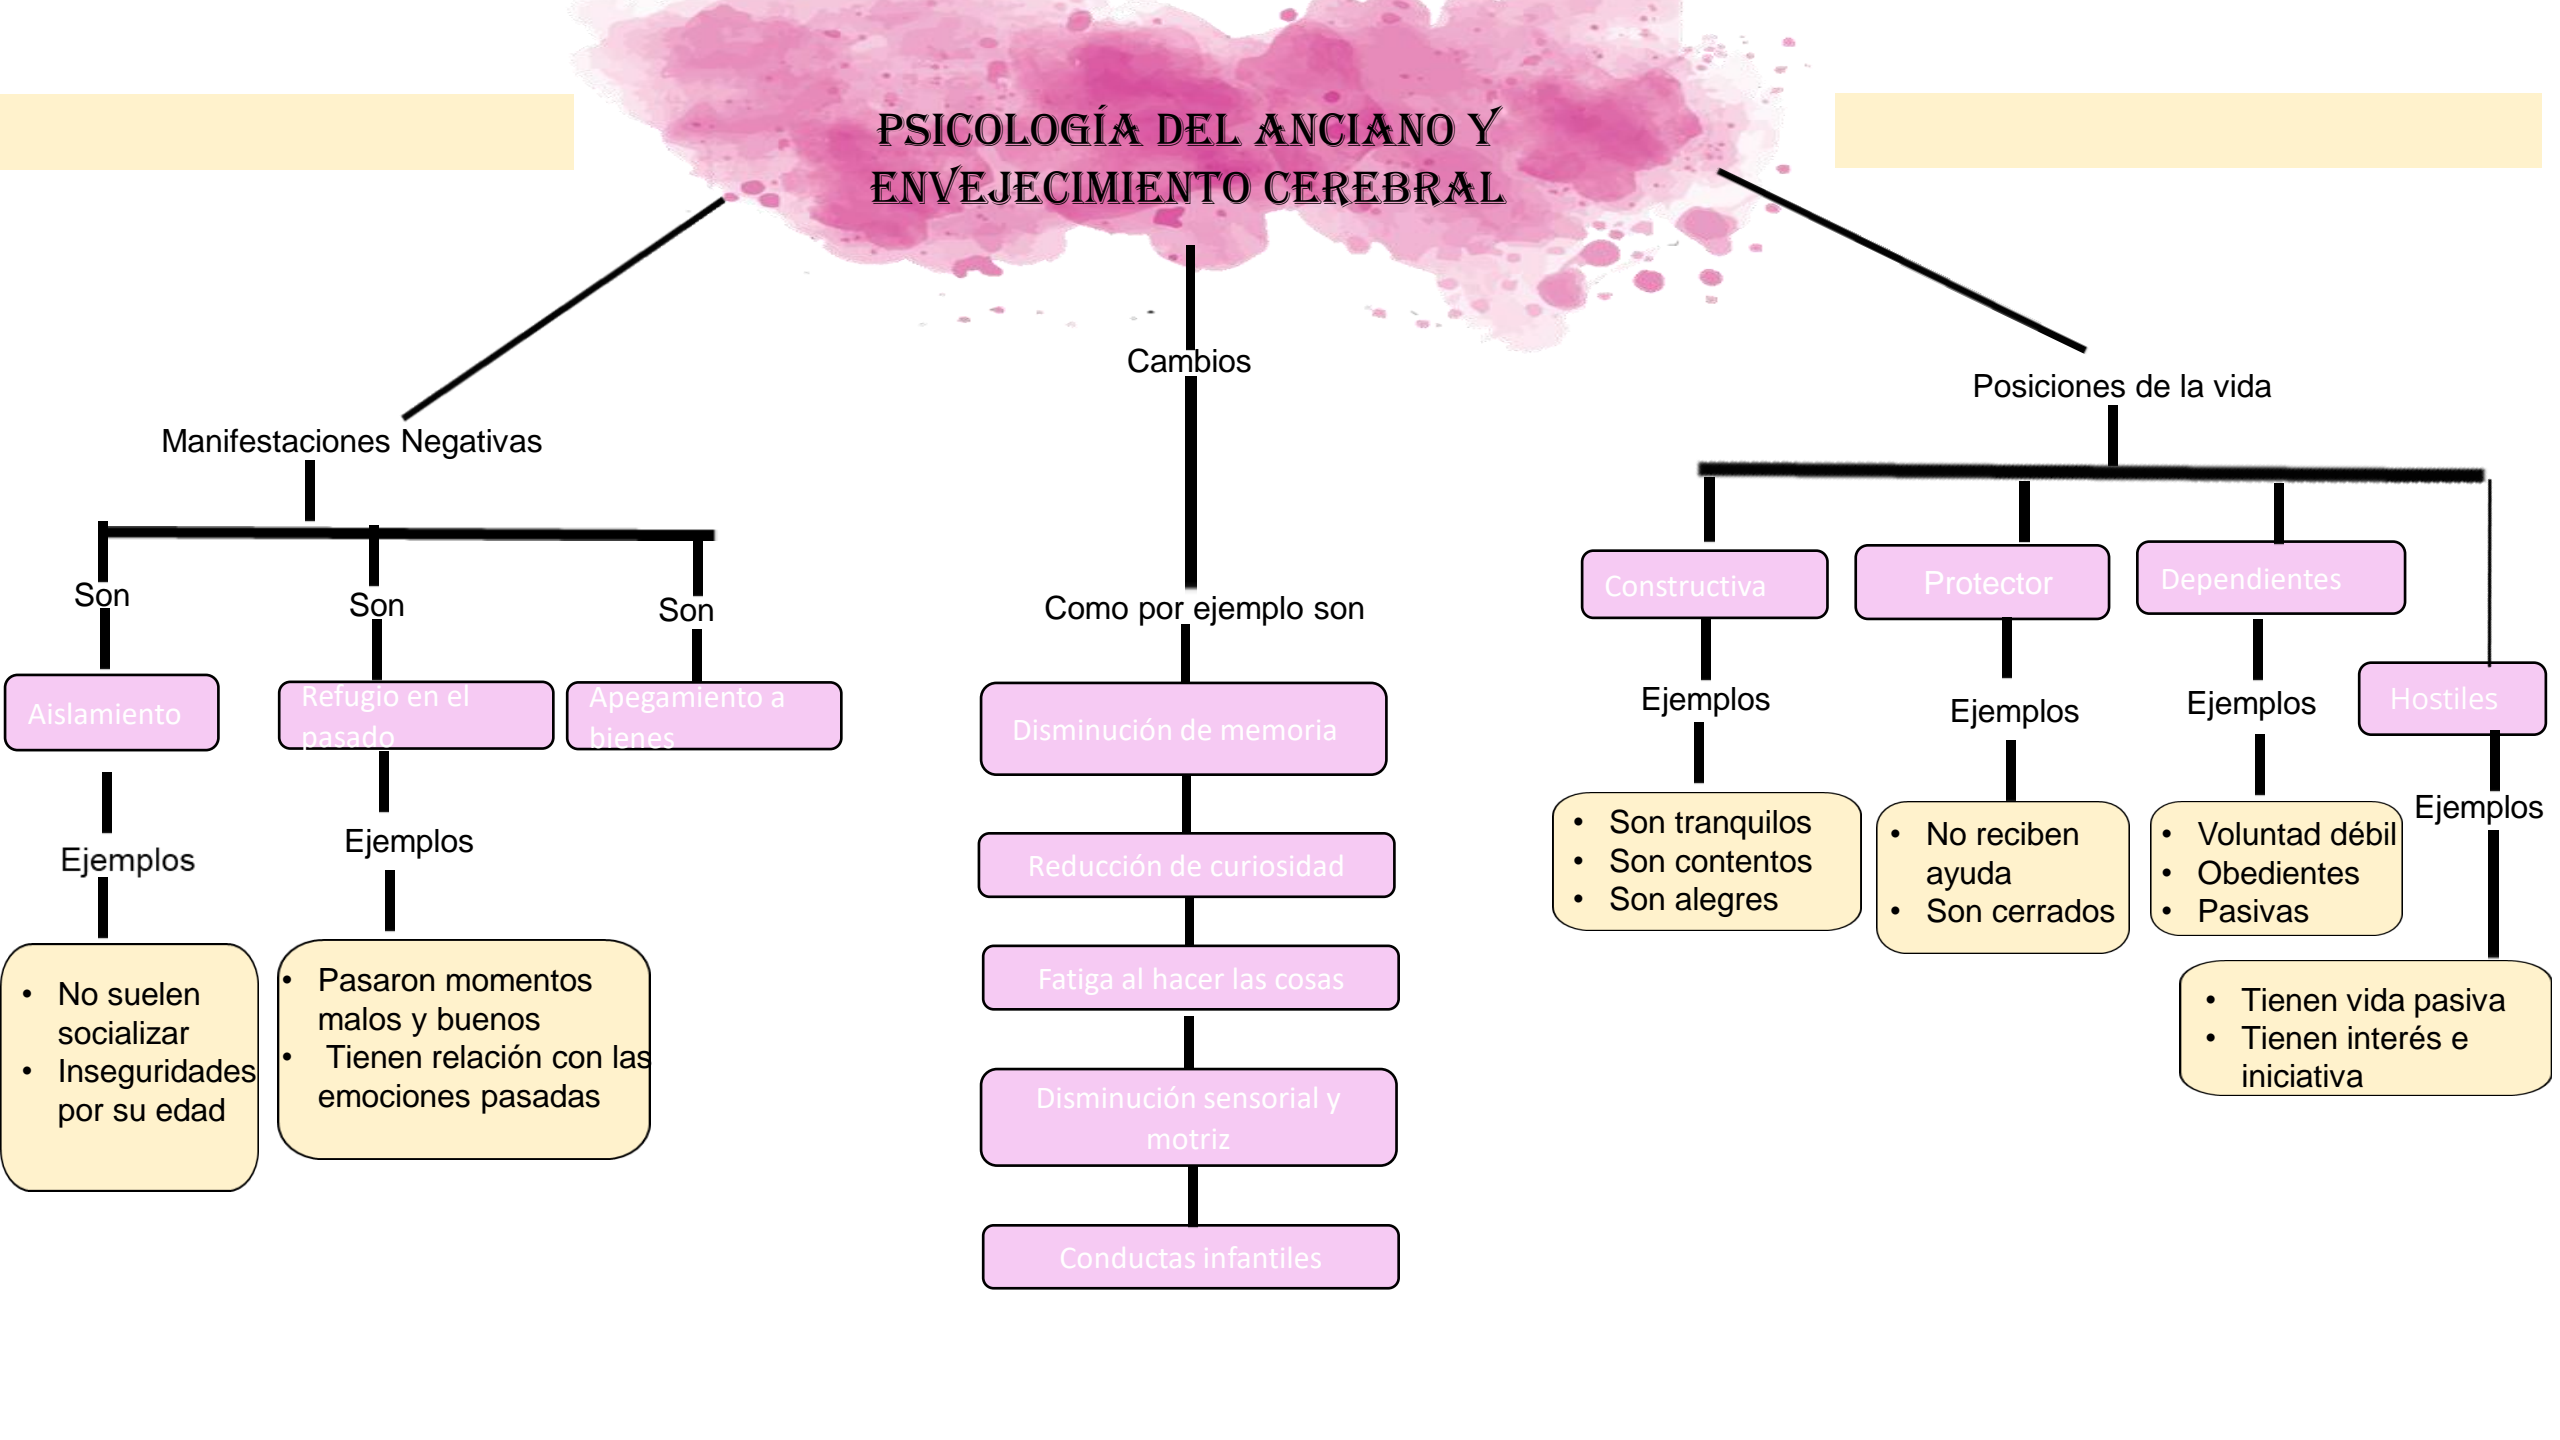 PSICOLOGÍA DEL ANCIANO Y
ENVEJECIMIENTO CEREBRAL
Manifestaciones Negativas
Son
Aislamiento
Ejemplos
• No suelen
socializar
• Inseguridades
por su edad
Son
Refugio en el
pasado
Ejemplos
• Pasaron momentos
malos y buenos
• Tienen relación con las
emociones pasadas
Son
Apegamiento a
bienes
Cambios
Como por ejemplo son
Disminución de memoria
Reducción de curiosidad
Fatiga al hacer las cosas
Disminución sensorial y
motriz
Conductas infantiles
Posiciones de la vida
Constructiva
Ejemplos
• Son tranquilos
• Son contentos
• Son alegres
Protector
Ejemplos
• No reciben
ayuda
• Son cerrados
Dependientes
Ejemplos
• Voluntad débil
• Obedientes
• Pasivas
Hostiles
Ejemplos
• Tienen vida pasiva
• Tienen interés e
iniciativa